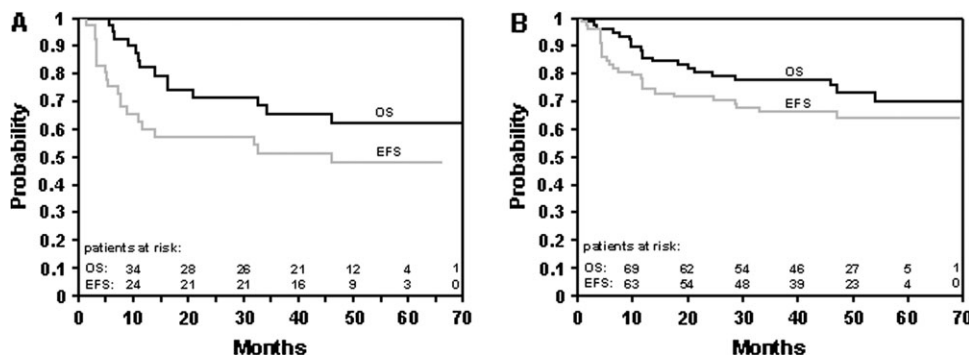 A
Probability
1
0.9
0.8
0.7
0.6
0.5
0.4
0.3
0.2
0.1
0
OS
EFS
patients at risk:
OS: 34 28 26 21 12 4 1
EFS: 24 21 21 16 9 3 0
0 10 20 30 40 50 60 70
Months
B
Probability
1
0.9
0.8
0.7
0.6
0.5
0.4
0.3
0.2
0.1
0
OS
EFS
patients at risk:
OS: 69 62 54 46 27 5 1
EFS: 63 54 48 39 23 4 0
0 10 20 30 40 50 60 70
Months